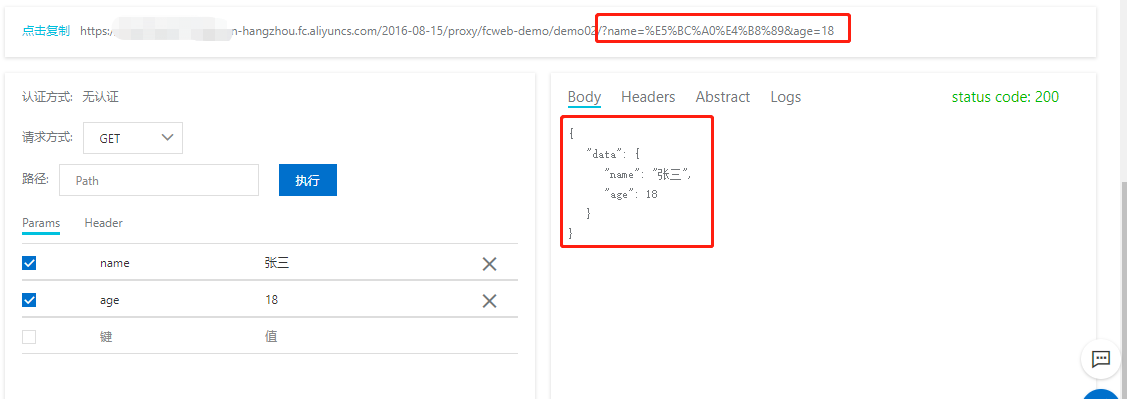 点击复制 https: n-hangzhou.fc.aliyuncs.com/2016-08-15/proxy/fcweb-demo/demo02/?name=%E5%BC%A0%E4%B8%89&age=18
认证方式: 无认证
请求方式: GET
路径: Path 执行
Params Header
name 张三
age 18
键 值
Body Headers Abstract Logs status code: 200
{
"data": {
"name": "张三",
"age": 18
}
}